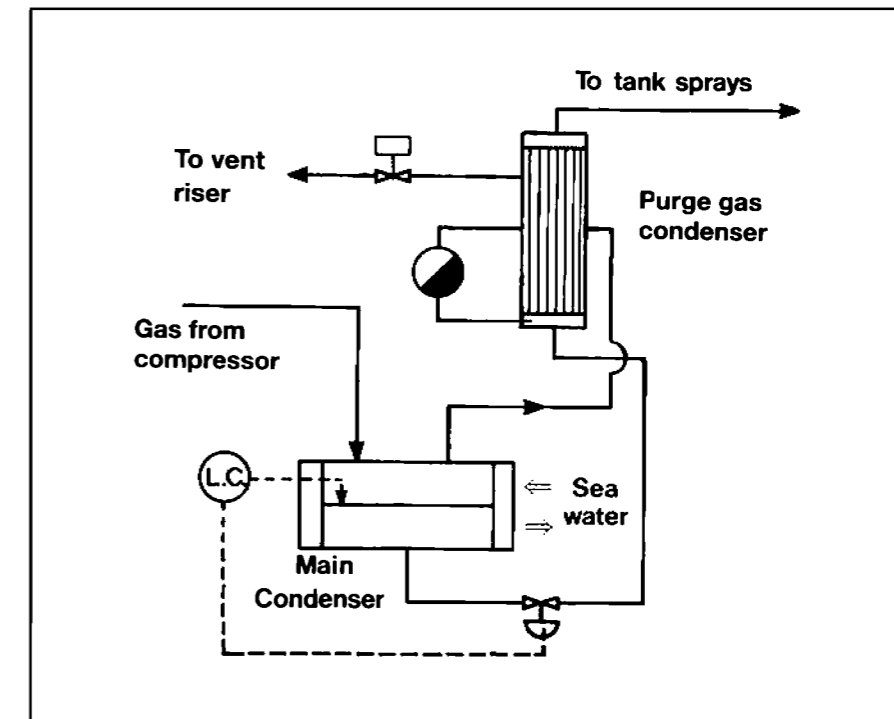 To tank sprays
To vent
riser
Purge gas
condenser
Gas from
compressor
L.C.
Sea
water
Main
Condenser